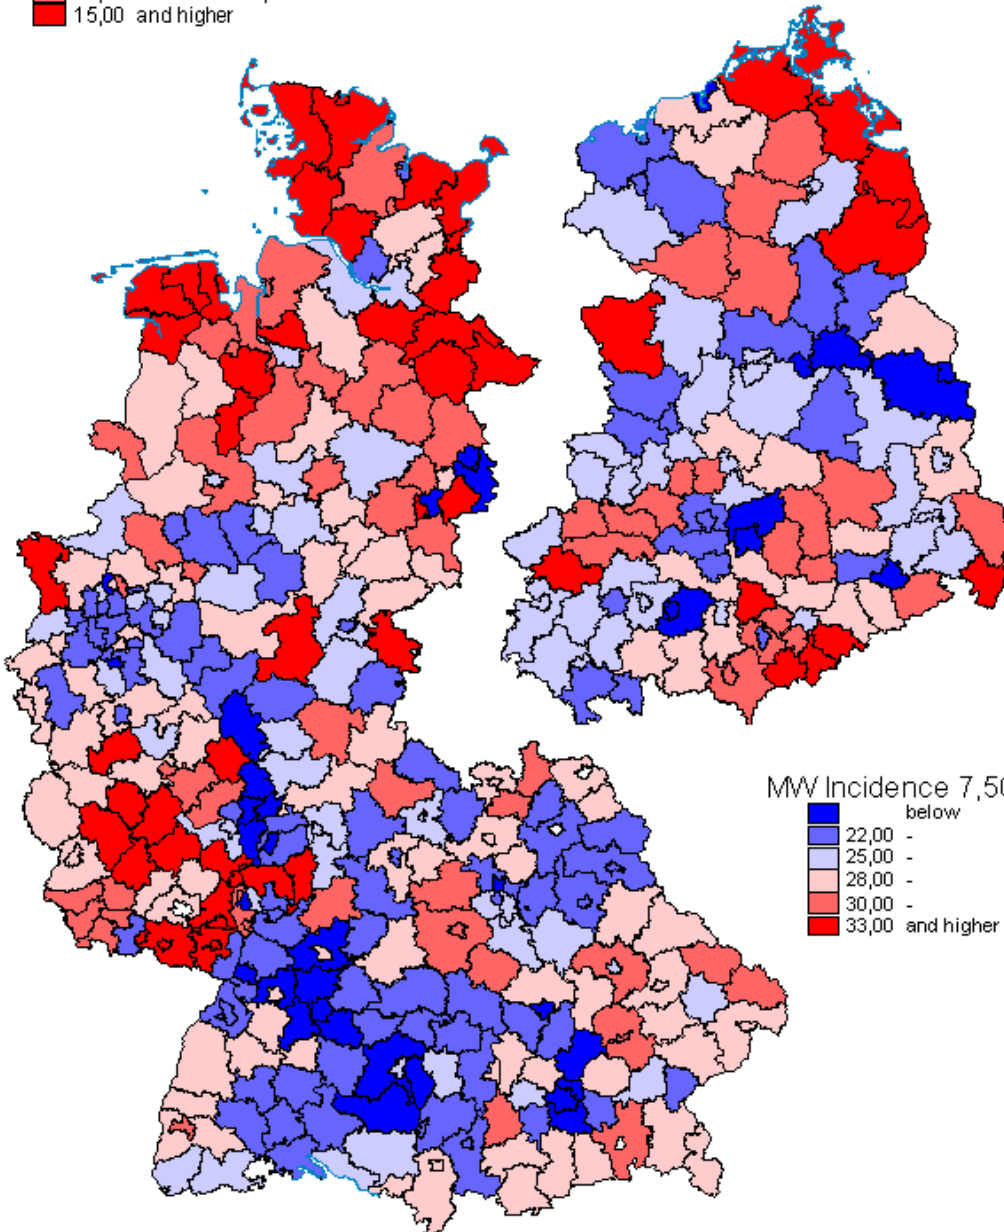 15,00 and higher
MW Incidence 7,50
below
22,00 -
25,00 -
28,00 -
30,00 -
33,00 and higher